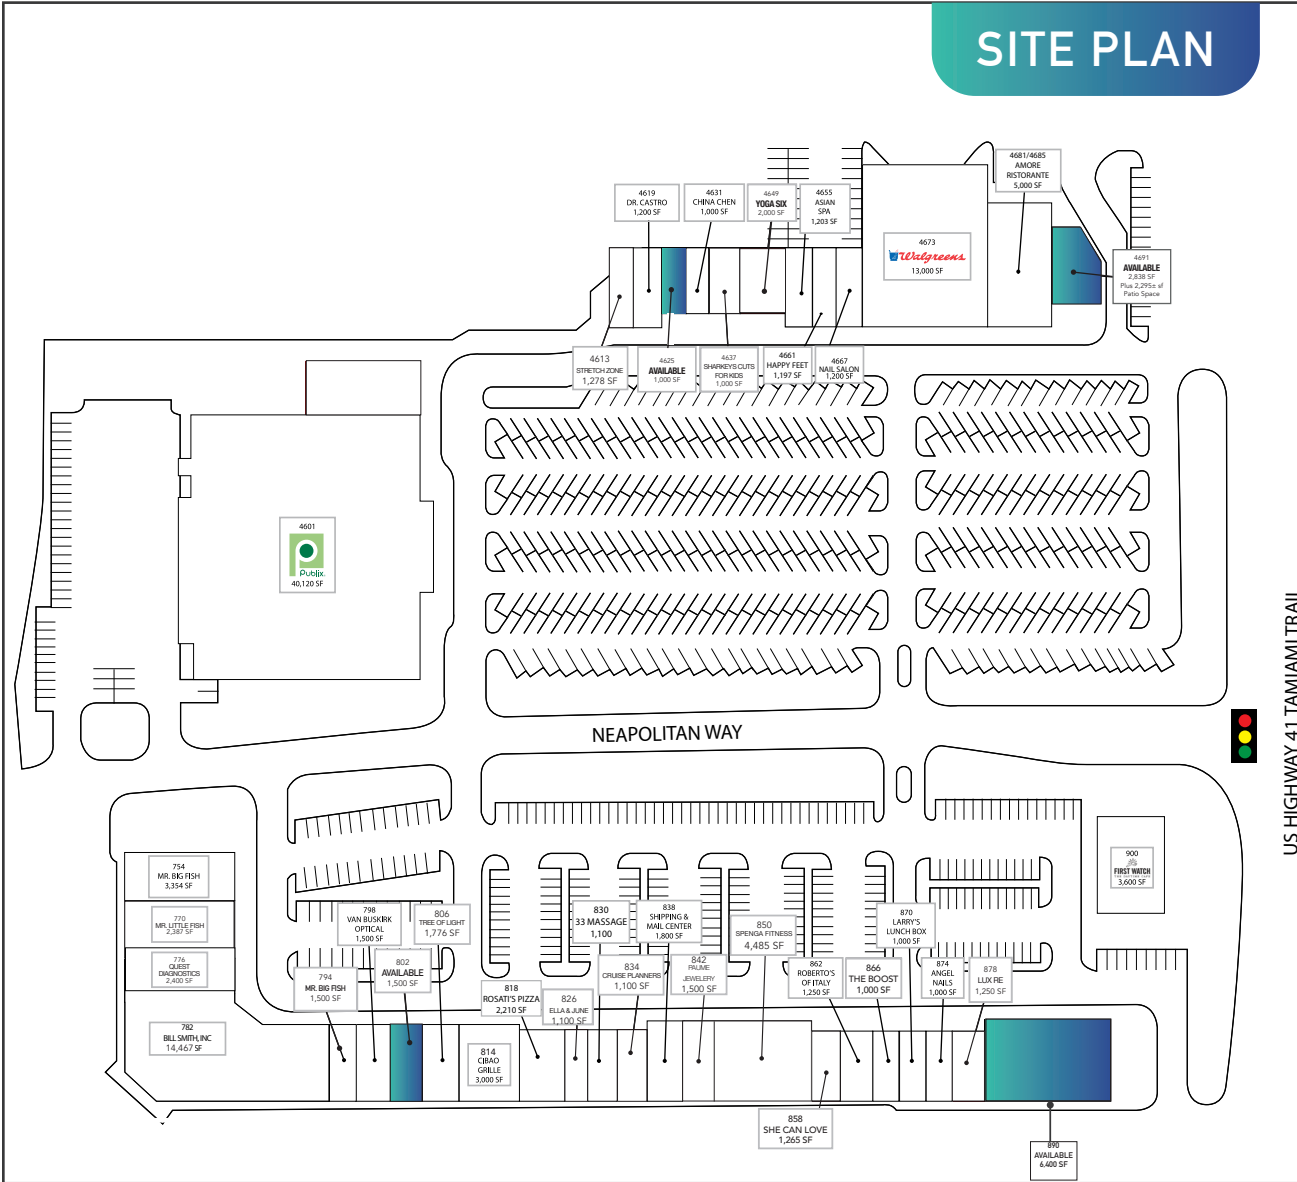 SITE PLAN
4619
DR. CASTRO
1,200 SF
4631
CHINA CHEN
1,000 SF
4649
YOGA SIX
2,000 SF
4655
ASIAN
SPA
1,203 SF
4673
Walgreens
13,000 SF
4681/4685
AMORE
RISTORANTE
5,000 SF
4691
AVAILABLE
2,838 SF
Plus 2,295± sf
Patio Space
4613
STRETCH ZONE
1,278 SF
4625
AVAILABLE
1,000 SF
4637
SHARKEYS CUTS
FOR KIDS
1,000 SF
4661
HAPPY FEET
1,197 SF
4667
NAIL SALON
1,200 SF
4601
Publix.
40,120 SF
NEAPOLITAN WAY
US HIGHWAY 41 TAMIAMI TRAIL
754
MR. BIG FISH
3,354 SF
770
MR. LITTLE FISH
2,387 SF
776
QUEST
DIAGNOSTICS
2,400 SF
782
BILL SMITH, INC
14,467 SF
794
MR. BIG FISH
1,500 SF
798
VAN BUSKIRK
OPTICAL
1,500 SF
802
AVAILABLE
1,500 SF
806
TREE OF LIGHT
1,776 SF
814
CIBAO
GRILLE
3,000 SF
818
ROSATI'S PIZZA
2,210 SF
826
ELLA & JUNE
1,100 SF
830
33 MASSAGE
1,100
834
CRUISE PLANNERS
1,100 SF
838
SHIPPING &
MAIL CENTER
1,800 SF
842
PAUME
JEWELERY
1,500 SF
850
SPENGA FITNESS
4,485 SF
858
SHE CAN LOVE
1,265 SF
862
ROBERTO'S
OF ITALY
1,250 SF
866
THE BOOST
1,000 SF
870
LARRY'S
LUNCH BOX
1,000 SF
874
ANGEL
NAILS
1,000 SF
878
LUX RE
1,250 SF
890
AVAILABLE
6,400 SF
900
FIRST WATCH
3,600 SF